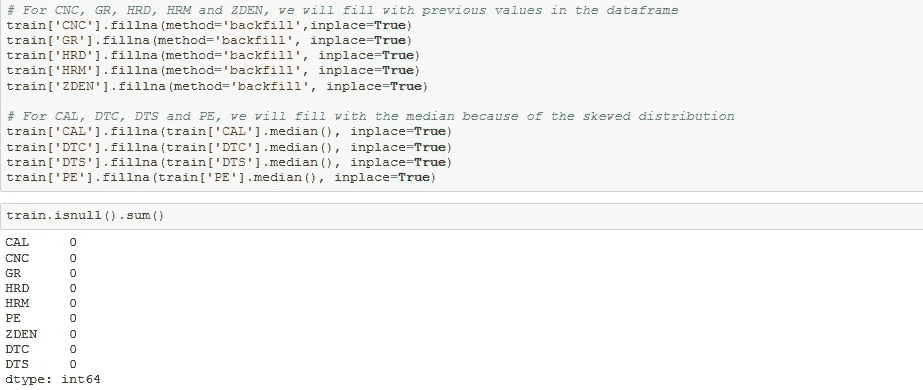 # For CNC, GR, HRD, HRM and ZDEN, we will fill with previous values in the dataframe
train['CNC'].fillna(method='backfill',inplace=True)
train['GR'].fillna(method='backfill', inplace=True)
train['HRD'].fillna(method='backfill', inplace=True)
train['HRM'].fillna(method='backfill', inplace=True)
train['ZDEN'].fillna(method='backfill', inplace=True)
# For CAL, DTC, DTS and PE, we will fill with the median because of the skewed distribution
train['CAL'].fillna(train['CAL'].median(), inplace=True)
train['DTC'].fillna(train['DTC'].median(), inplace=True)
train['DTS'].fillna(train['DTS'].median(), inplace=True)
train['PE'].fillna(train['PE'].median(), inplace=True)
train.isnull().sum()
CAL 0
CNC 0
GR 0
HRD 0
HRM 0
PE 0
ZDEN 0
DTC 0
DTS 0
dtype: int64